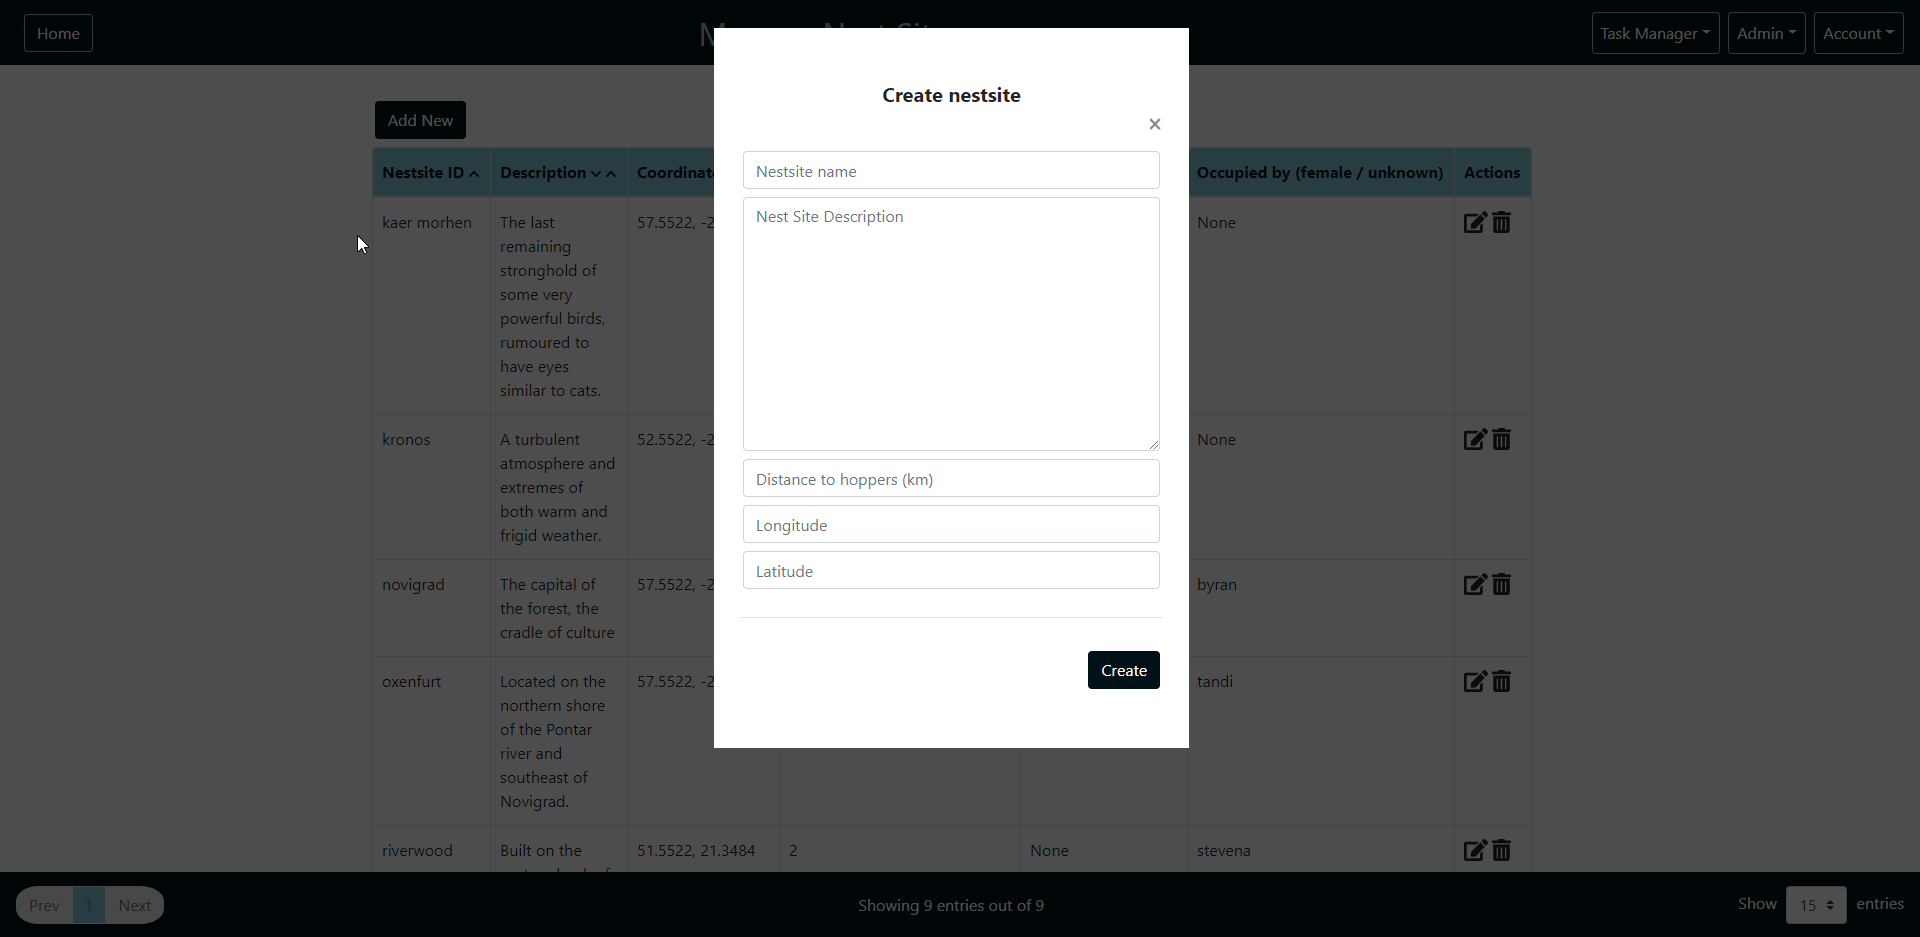 Home
Task Manager
Admin
Account
Create nestsite
×
Add New
Nestsite ID
Description
Occupied by (female / unknown)
Actions
Nestsite name
Nest Site Description
Distance to hoppers (km)
Longitude
Latitude
Create
kaer morhen
The last
remaining
stronghold of
some very
powerful birds,
rumoured to
have eyes
similar to cats.
57.5522,
None
kronos
A turbulent
atmosphere and
extremes of
both warm and
frigid weather.
52.5522,
None
novigrad
The capital of
the forest, the
cradle of culture
57.5522,
byran
oxenfurt
Located on the
northern shore
of the Pontar
river and
southeast of
Novigrad.
57.5522,
tandi
riverwood
Built on the
51.5522, 21.3484
2
None
stevena
Prev
1
Next
Showing 9 entries out of 9
Show
15
entries